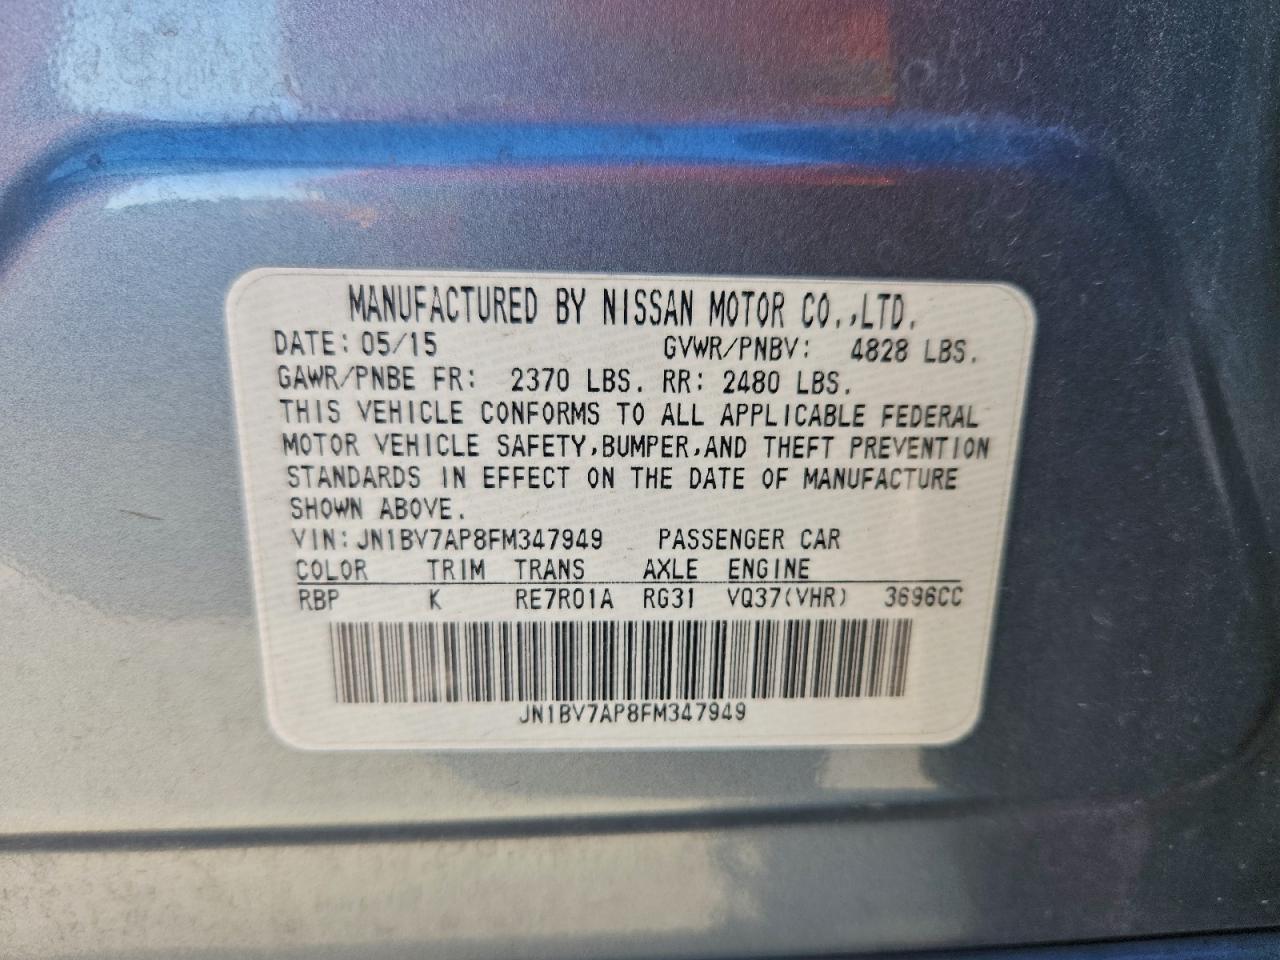 MANUFACTURED BY NISSAN MOTOR CO.,LTD.
DATE: 05/15 GVWR/PNBV: 4828 LBS.
GAWR/PNBE FR: 2370 LBS. RR: 2480 LBS.
THIS VEHICLE CONFORMS TO ALL APPLICABLE FEDERAL
MOTOR VEHICLE SAFETY,BUMPER,AND THEFT PREVENTION
STANDARDS IN EFFECT ON THE DATE OF MANUFACTURE
SHOWN ABOVE.
VIN:JN1BV7AP8FM347949 PASSENGER CAR
COLOR TRIM TRANS AXLE ENGINE
RBP K RE7R01A RG31 VQ37(VHR) 3696CC
JN1BV7AP8FM347949